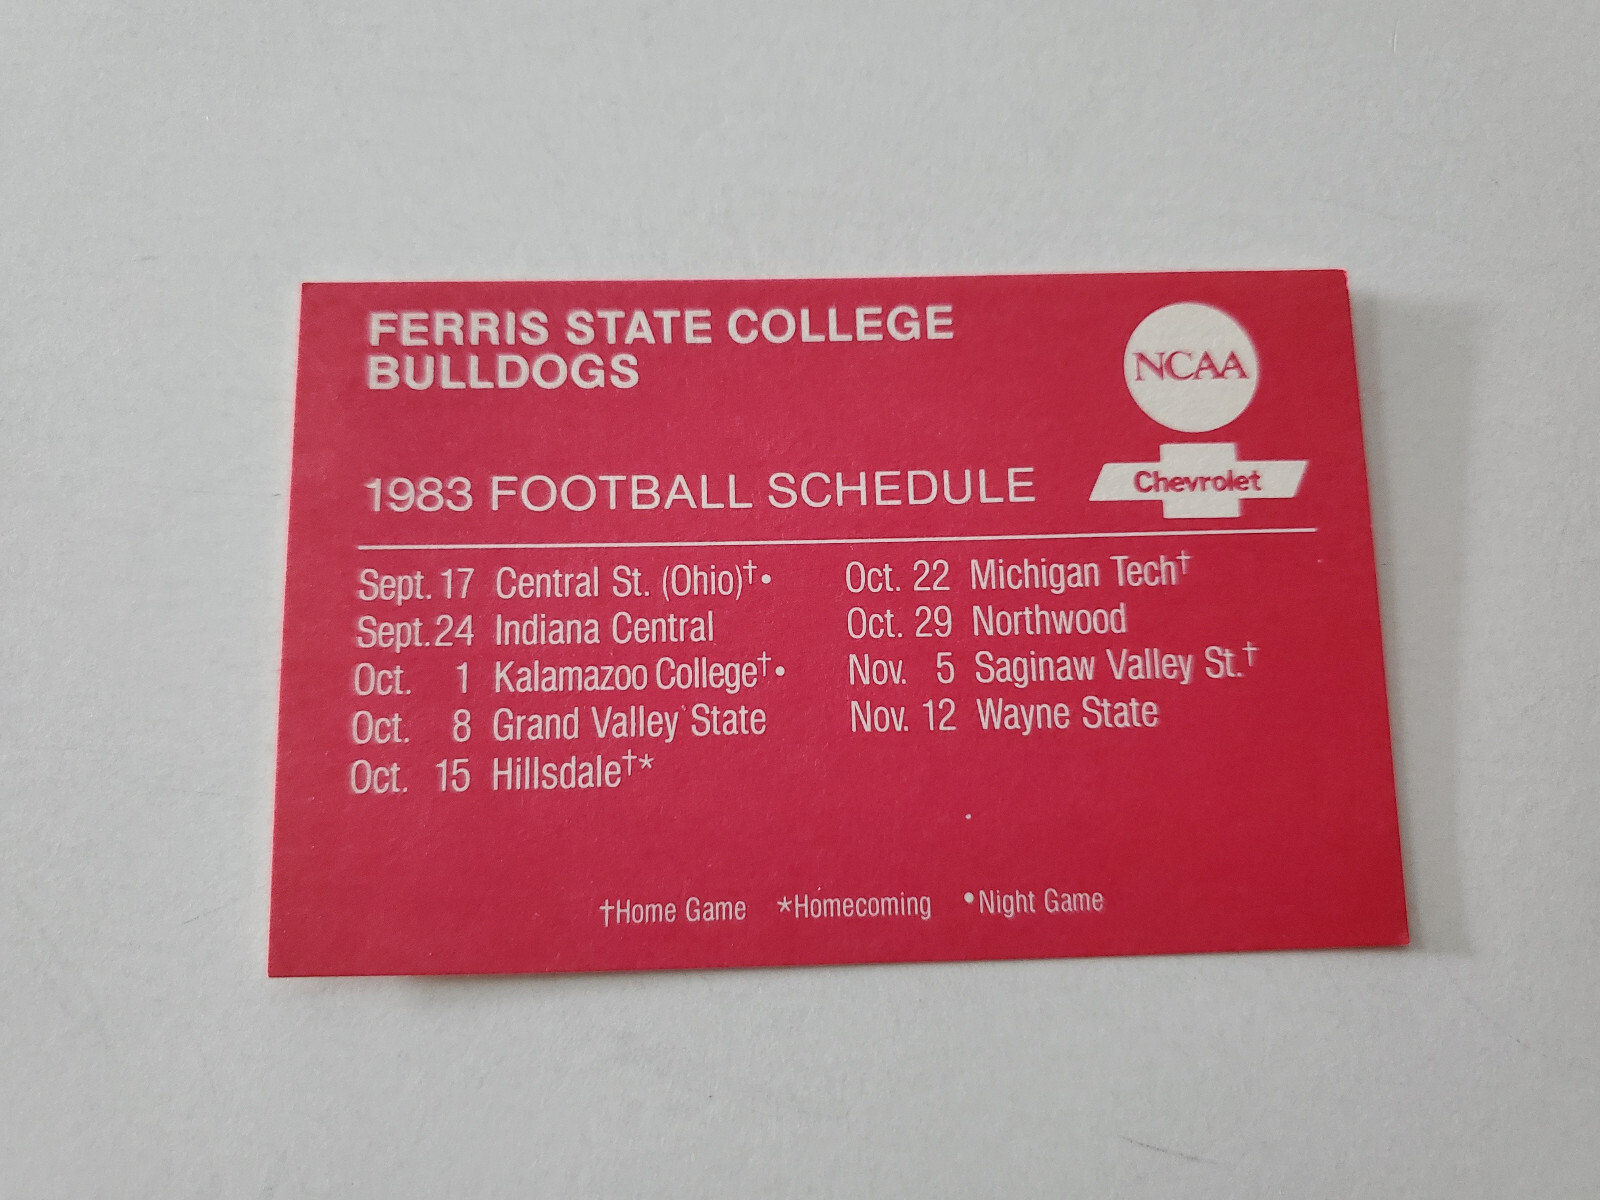 FERRIS STATE COLLEGE
BULLDOGS
NCAA
Chevrolet
1983 FOOTBALL SCHEDULE
Sept. 17 Central St. (Ohio)†•
Sept. 24 Indiana Central
Oct. 1 Kalamazoo College†•
Oct. 8 Grand Valley State
Oct. 15 Hillsdale†*
Oct. 22 Michigan Tech†
Oct. 29 Northwood
Nov. 5 Saginaw Valley St.†
Nov. 12 Wayne State
†Home Game *Homecoming •Night Game